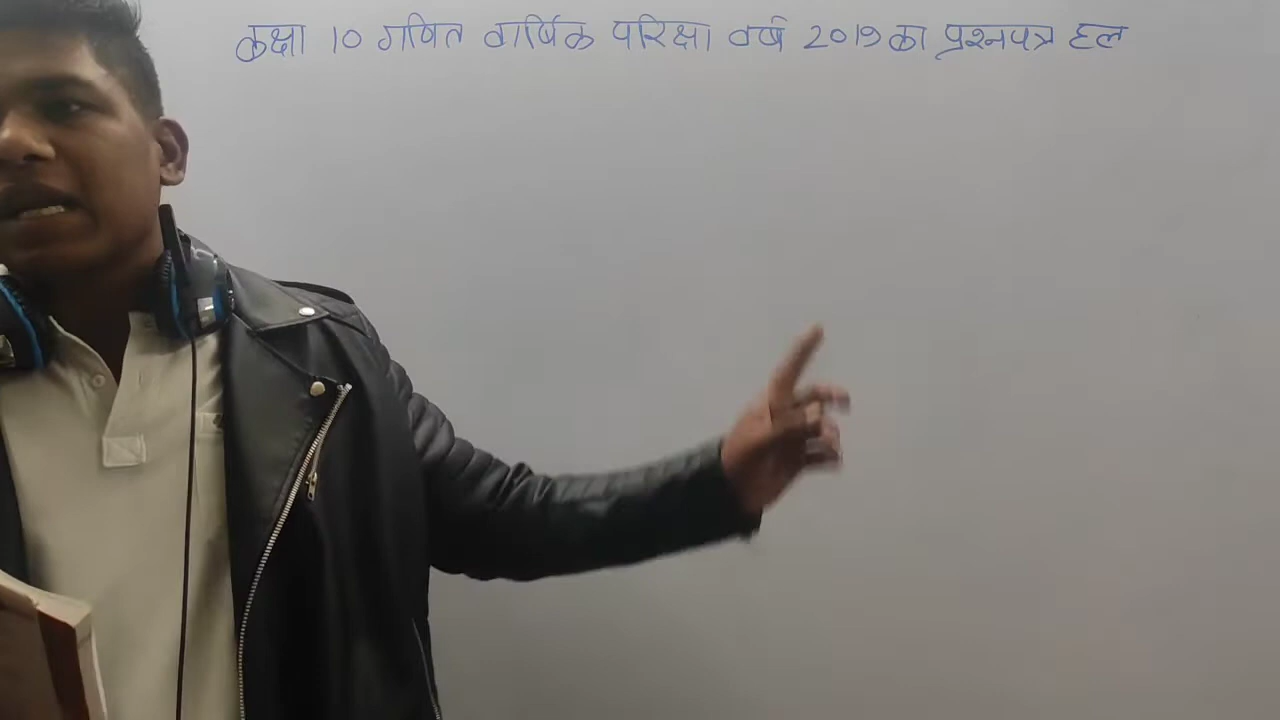 कक्षा 10 गणित वार्षिक परिक्षा वर्ष 2019 का प्रश्नपत्र हल